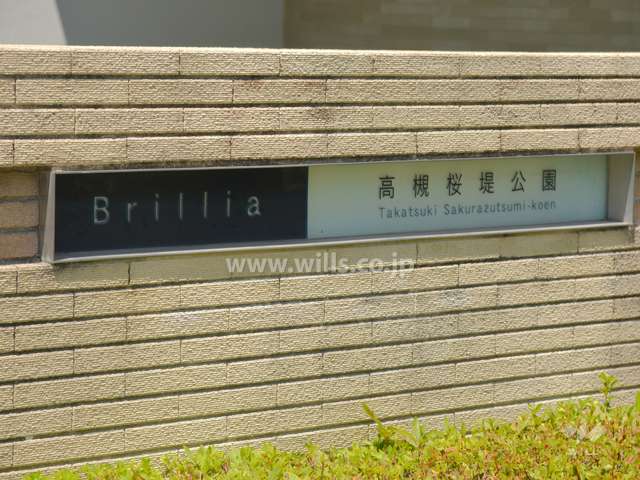 Brillia
高槻桜堤公園
Takatsuki Sakurazutsumi-koen
www.wills.co.jp